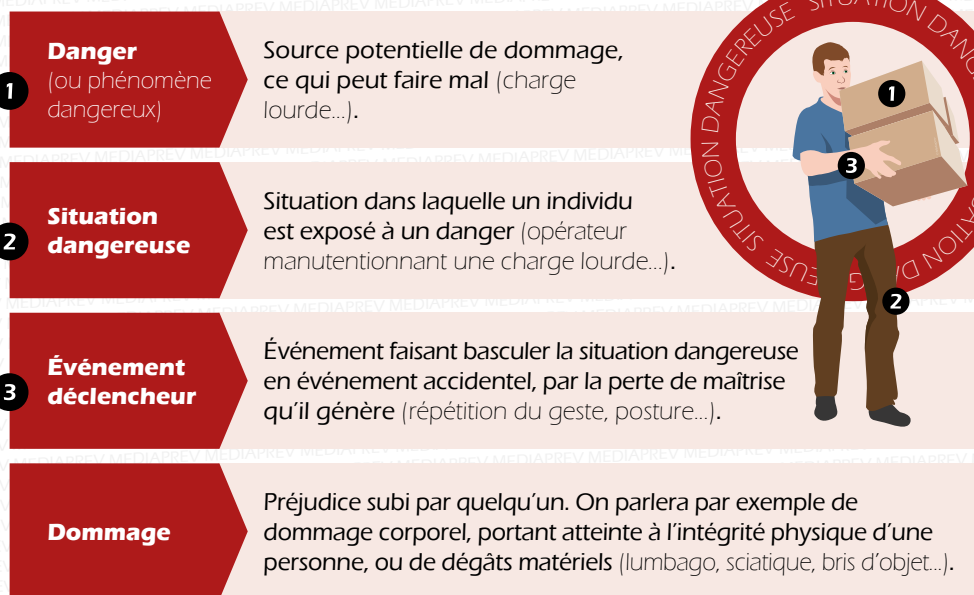 MEDIAPREV MEDIAPREV MEDIAPREV MEDIAPREV MEDIAPREV
1
Danger
(ou phénomène
dangereux)
Source potentielle de dommage,
ce qui peut faire mal (charge
lourde...).
2
Situation
dangereuse
Situation dans laquelle un individu
est exposé à un danger (opérateur
manutentionnant une charge lourde...).
3
Événement
déclencheur
Événement faisant basculer la situation dangereuse
en événement accidentel, par la perte de maîtrise
qu'il génère (répétition du geste, posture...).
Dommage
Préjudice subi par quelqu'un. On parlera par exemple de
dommage corporel, portant atteinte à l'intégrité physique d'une
personne, ou de dégâts matériels (lumbago, sciatique, bris d'objet...).
SITUATION DANGEREUSE SITUATION
1
3
2